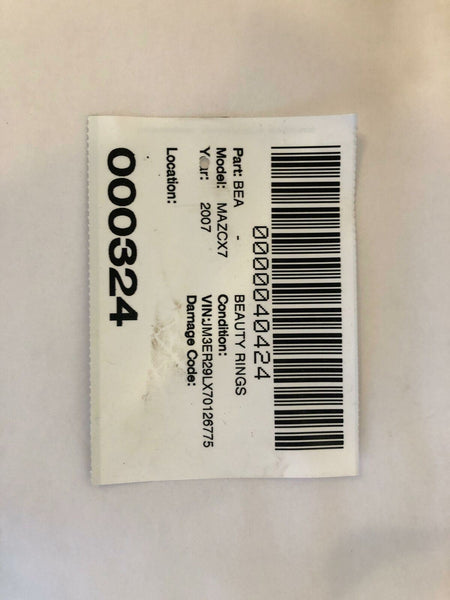 0000040424
Part: BEA - BEAUTY RINGS
Model: MAZCX7 Condition:
Year: 2007 VIN:JM3ER29LX70126775
Damage Code:
Location:
000324